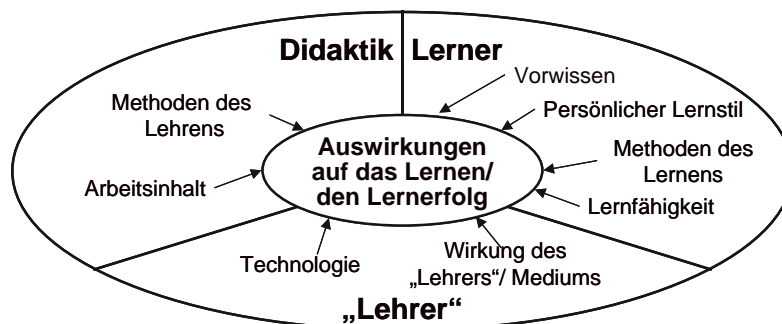 Didaktik Lerner
Vorwissen
Methoden des
Lehrens
Persönlicher Lernstil
Auswirkungen
auf das Lernen/
den Lernerfolg
Methoden des
Lernens
Arbeitsinhalt
Lernfähigkeit
Technologie
Wirkung des
„Lehrers“/ Mediums
„Lehrer“